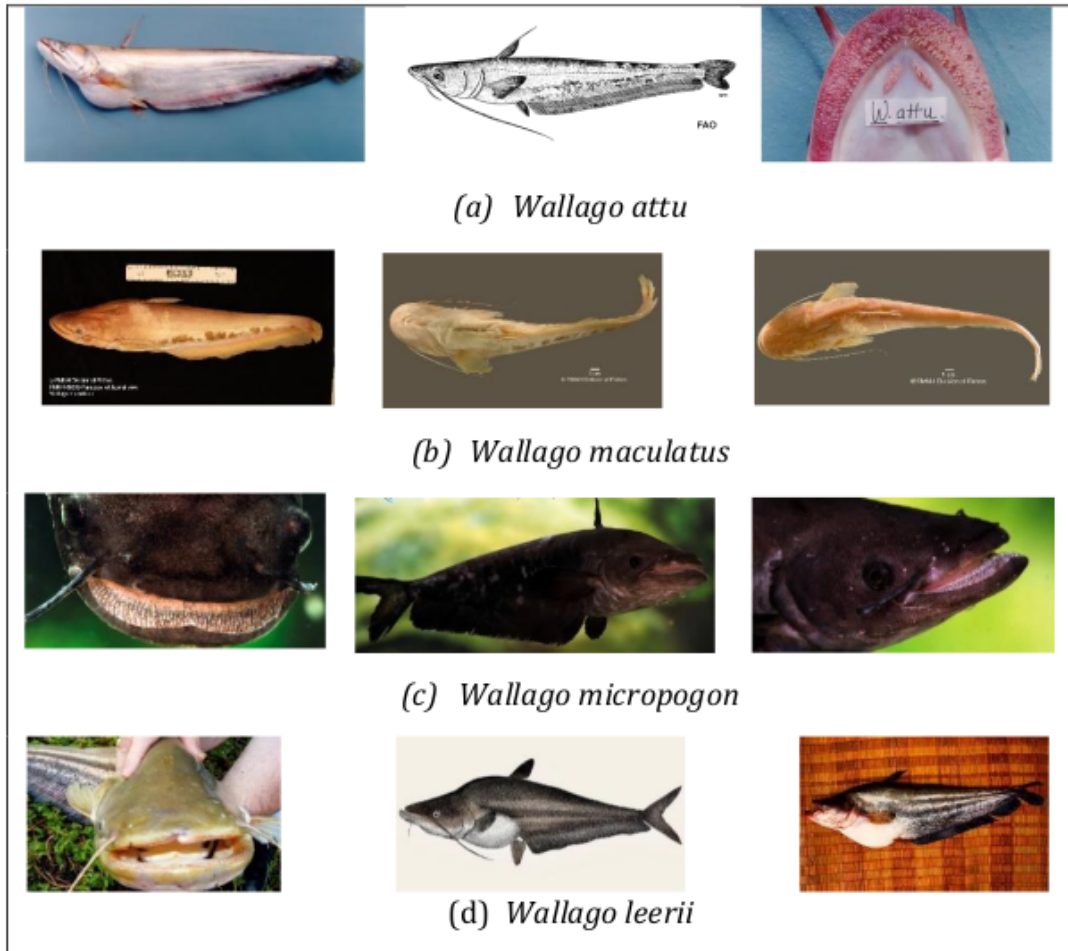 FAO
W. attu.
(a) Wallago attu
(b) Wallago maculatus
(c) Wallago micropogon
(d) Wallago leerii